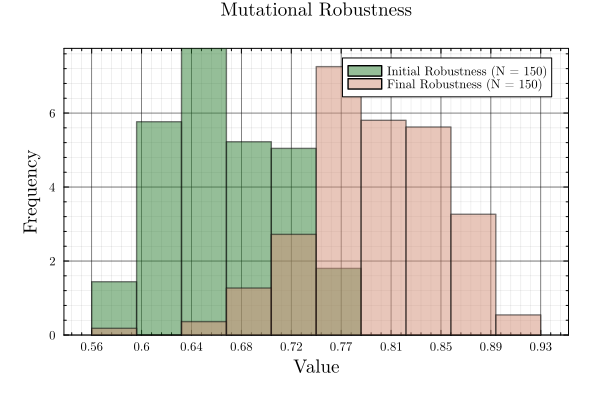 Mutational Robustness
Initial Robustness (N = 150)
Final Robustness (N = 150)
Frequency
6
4
2
0
0.56 0.6 0.64 0.68 0.72 0.77 0.81 0.85 0.89 0.93
Value